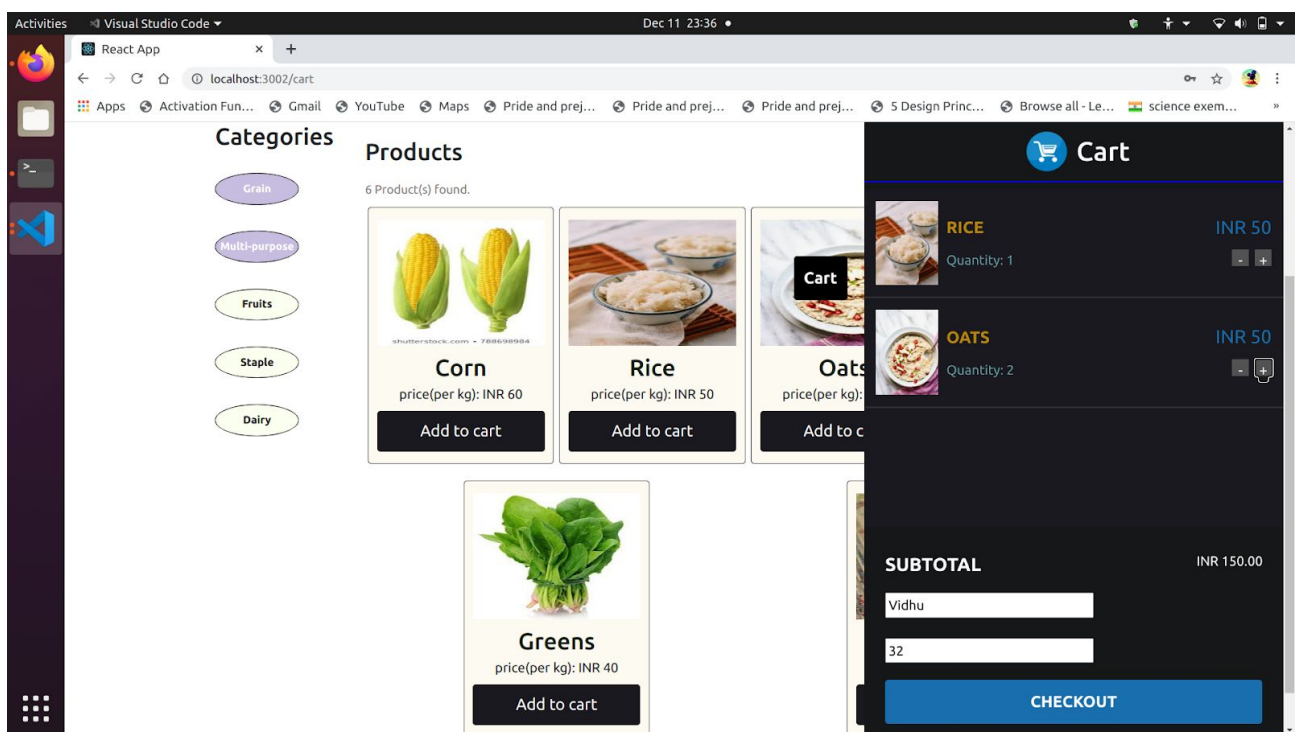 Activities Visual Studio Code Dec 11 23:36
React App × +
localhost:3002/cart
Apps Activation Fun... Gmail YouTube Maps Pride and prej... Pride and prej... Pride and prej... 5 Design Princ... Browse all - Le... science exem... »
Categories
Grain
Multi-purpose
Fruits
Staple
Dairy
Products
6 Product(s) found.
shutterstock.com • 788698984
Corn
price(per kg): INR 60
Add to cart
Rice
price(per kg): INR 50
Add to cart
Cart
Oats
price(per kg):
Add to c
Greens
price(per kg): INR 40
Add to cart
Cart
RICE INR 50
Quantity: 1 - +
OATS INR 50
Quantity: 2 - +
SUBTOTAL INR 150.00
Vidhu
32
CHECKOUT